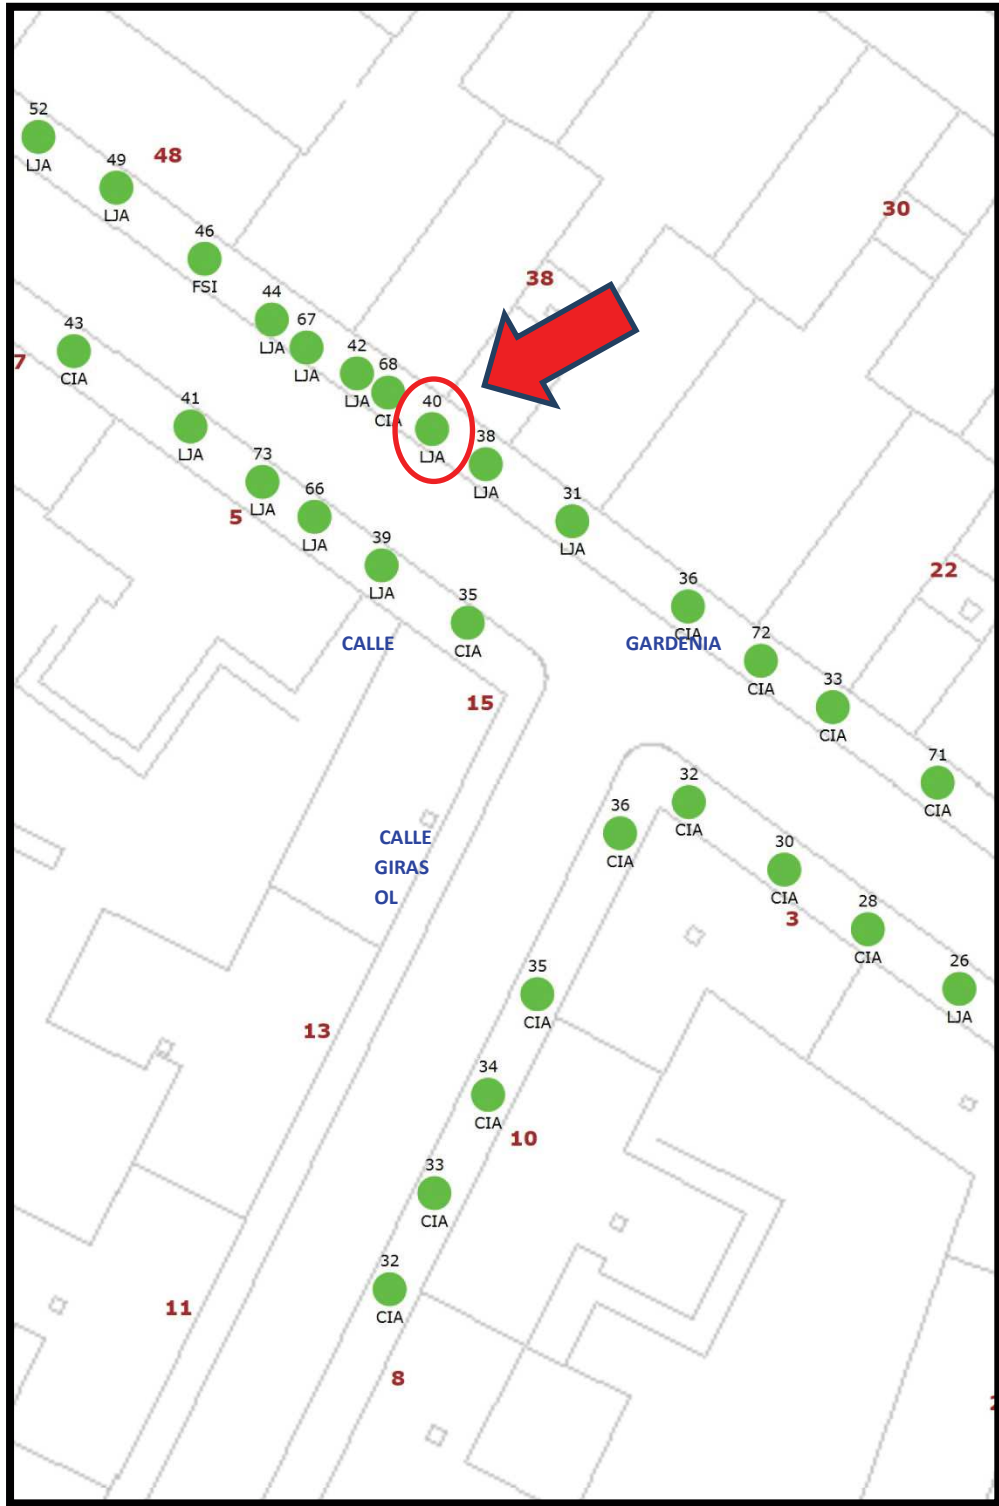 52
LJA
49
LJA
48
46
FSI
30
38
44
LJA
67
LJA
42
LJA
68
CIA
40
LJA
38
LJA
43
CIA
7
41
LJA
73
LJA
5
66
LJA
39
LJA
35
CIA
31
LJA
36
CIA
22
CALLE
GARDENIA
72
CIA
33
CIA
71
CIA
15
32
CIA
36
CIA
30
CIA
3
28
CIA
26
LJA
CALLE
GIRAS
OL
35
CIA
13
34
CIA
10
33
CIA
32
CIA
11
8